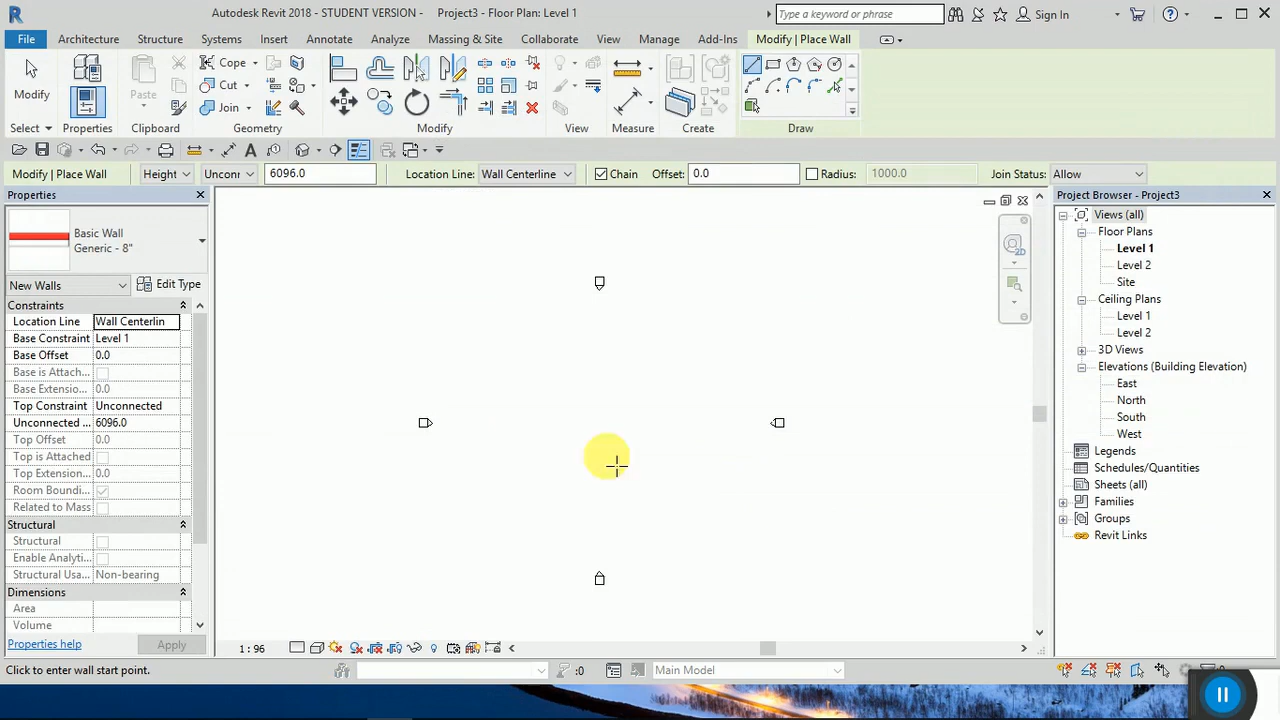 Autodesk Revit 2018 - STUDENT VERSION - Project3 - Floor Plan: Level 1
Type a keyword or phrase
Sign In
File
Architecture
Structure
Systems
Insert
Annotate
Analyze
Massing & Site
Collaborate
View
Manage
Add-Ins
Modify | Place Wall
Modify
Paste
Cope
Cut
Join
Select
Properties
Clipboard
Geometry
Modify
View
Measure
Create
Draw
Modify | Place Wall
Height
Unconı
6096.0
Location Line:
Wall Centerline
Chain
Offset:
0.0
Radius:
1000.0
Join Status:
Allow
Properties
Basic Wall
Generic - 8"
New Walls
Edit Type
Constraints
Location Line
Wall Centerlin
Base Constraint
Level 1
Base Offset
0.0
Base is Attach...
Base Extensio...
0.0
Top Constraint
Unconnected
Unconnected ...
6096.0
Top Offset
0.0
Top is Attached
Top Extension...
0.0
Room Boundi...
Related to Mass
Structural
Structural
Enable Analyti...
Structural Usa...
Non-bearing
Dimensions
Area
Volume
Properties help
Apply
2D
Project Browser - Project3
Views (all)
Floor Plans
Level 1
Level 2
Site
Ceiling Plans
Level 1
Level 2
3D Views
Elevations (Building Elevation)
East
North
South
West
Legends
Schedules/Quantities
Sheets (all)
Families
Groups
Revit Links
1 : 96
Click to enter wall start point.
:0
Main Model
:0